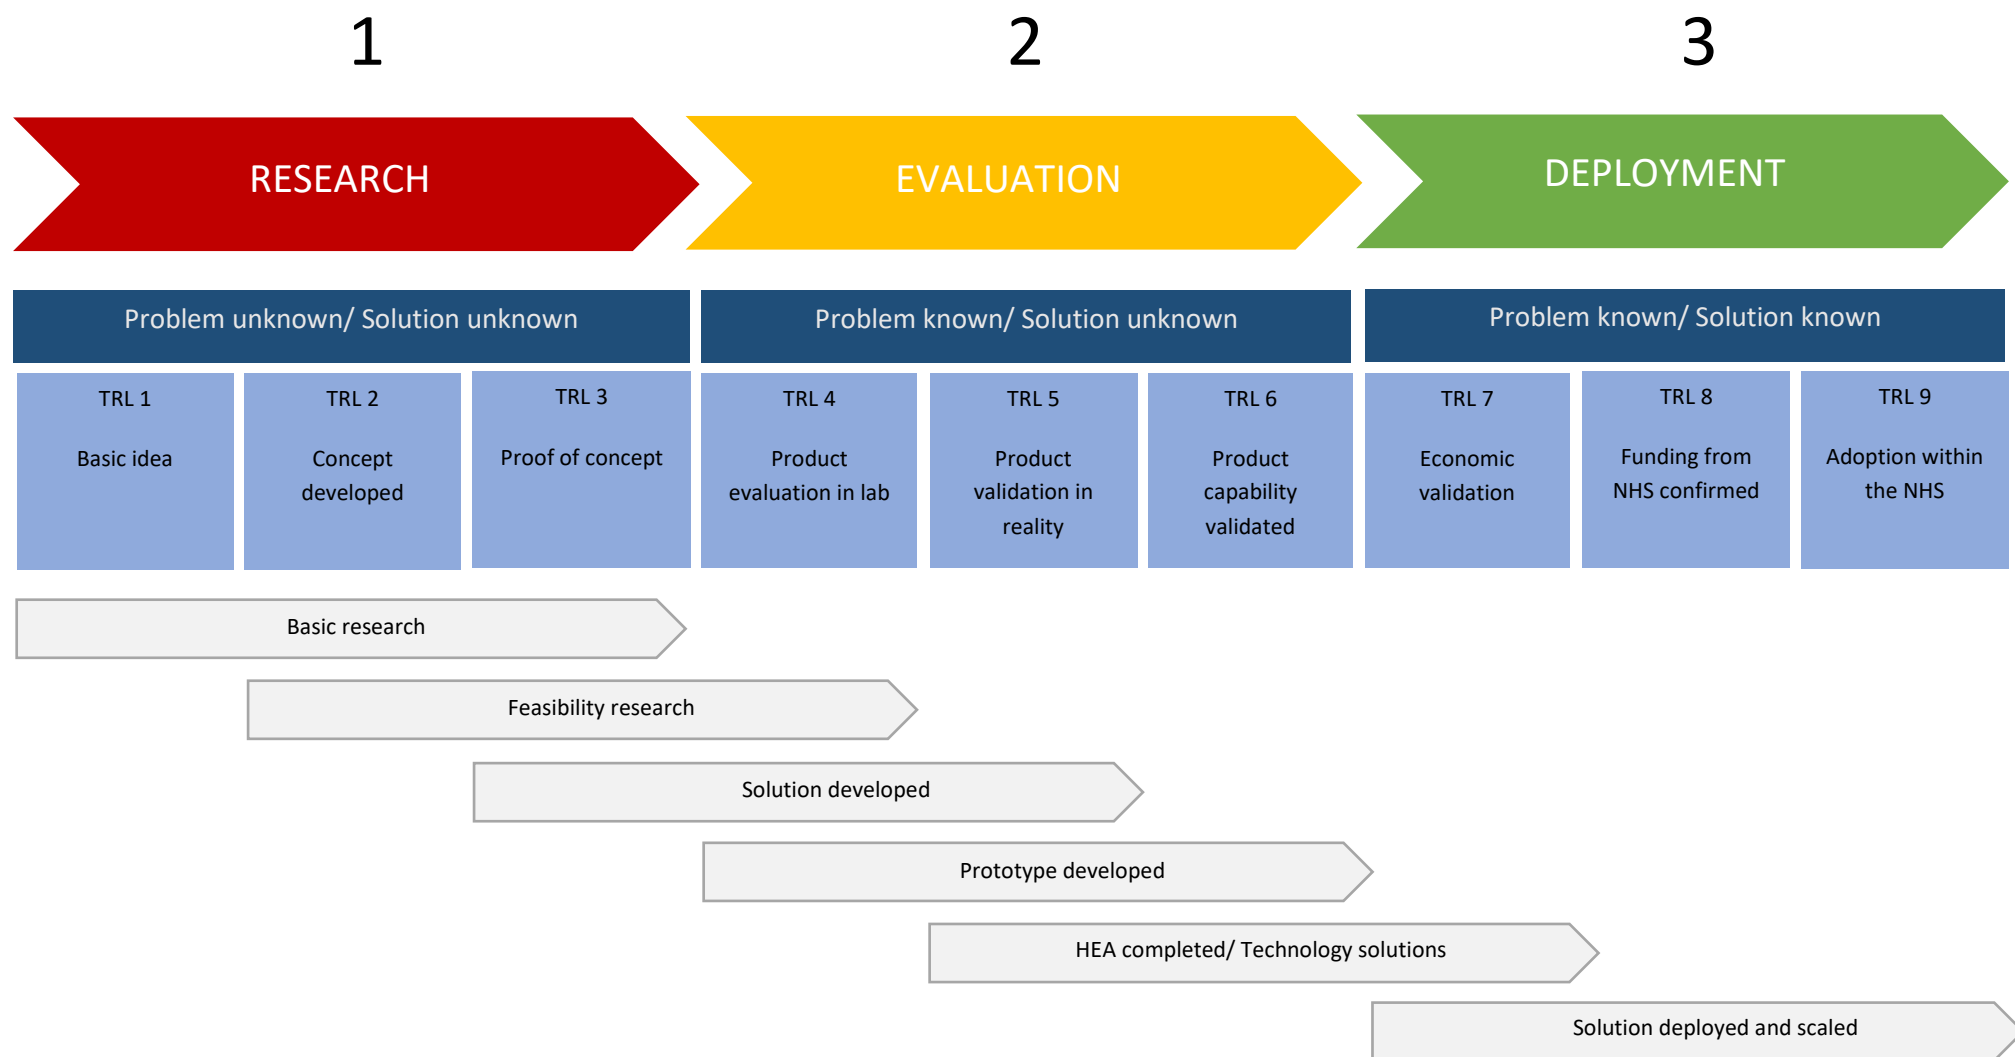 1
2
3
RESEARCH
EVALUATION
DEPLOYMENT
Problem unknown/ Solution unknown
Problem known/ Solution unknown
Problem known/ Solution known
TRL 1
Basic idea
TRL 2
Concept
developed
TRL 3
Proof of concept
TRL 4
Product
evaluation in lab
TRL 5
Product
validation in
reality
TRL 6
Product
capability
validated
TRL 7
Economic
validation
TRL 8
Funding from
NHS confirmed
TRL 9
Adoption within
the NHS
Basic research
Feasibility research
Solution developed
Prototype developed
HEA completed/ Technology solutions
Solution deployed and scaled